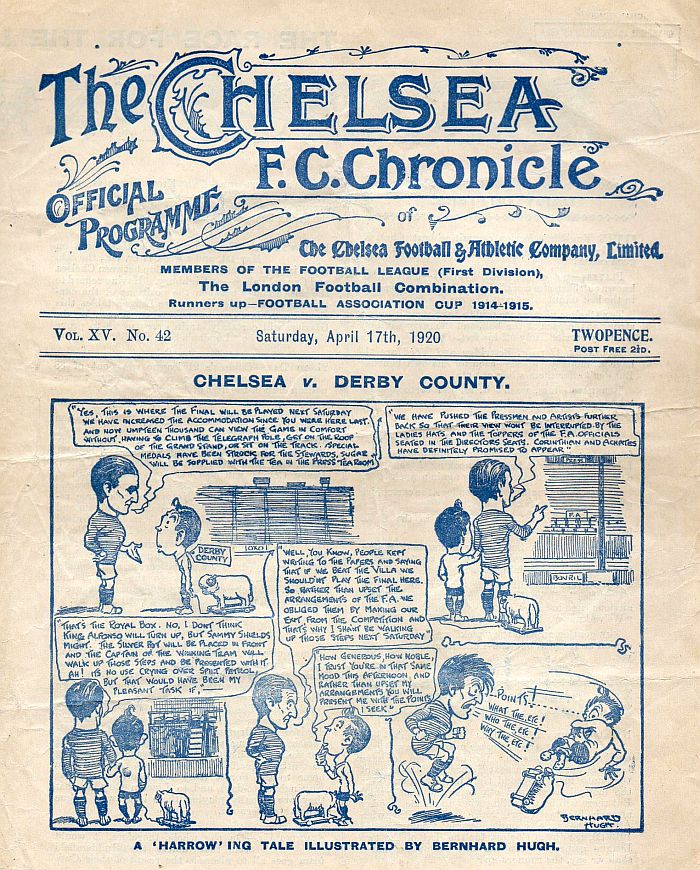 The CHELSEA
F.C. Chronicle
OFFICIAL
PROGRAMME
of
The Chelsea Football & Athletic Company, Limited.
MEMBERS OF THE FOOTBALL LEAGUE (First Division),
The London Football Combination.
Runners up—FOOTBALL ASSOCIATION CUP 1914-1915.
VOL. XV. No. 42
Saturday, April 17th, 1920
TWOPENCE.
POST FREE 2½D.
CHELSEA v. DERBY COUNTY.
"YES, THIS IS WHERE THE FINAL WILL BE PLAYED NEXT SATURDAY
WE HAVE INCREASED THE ACCOMMODATION SINCE YOU WERE HERE LAST.
AND NOW UMPTEEN THOUSAND CAN VIEW THE GAME IN COMFORT
WITHOUT HAVING TO CLIMB THE TELEGRAPH POLE, GET ON THE ROOF
OF THE GRAND STAND, OR SIT ON THE TRACK. SPECIAL
MEDALS HAVE BEEN STRUCK FOR THE STEWARDS, SUGAR
WILL BE SUPPLIED WITH THE TEA IN THE PRESS TEA ROOM
DERBY
COUNTY
OXO!
"WE HAVE PUSHED THE PRESSMEN AND ARTISTS FURTHER
BACK SO THAT THEIR VIEW WON'T BE INTERRUPTED BY THE
LADIES HATS AND THE TOPPERS OF THE F.A. OFFICIALS
SEATED IN THE DIRECTORS SEATS. CORINTHIAN AND ACHATES
HAVE DEFINITELY PROMISED TO APPEAR"
F.A.
BOVRIL
THAT'S THE ROYAL BOX. NO, I DON'T THINK
KING ALFONSO WILL TURN UP, BUT SAMMY SHIELDS
MIGHT. THE SILVER POT WILL BE PLACED IN FRONT
AND THE CAPTAIN OF THE WINNING TEAM WILL
WALK UP THOSE STEPS AND BE PRESENTED WITH IT
AH! IT'S NO USE CRYING OVER SPILT PETROL,
BUT THAT WOULD HAVE BEEN MY
PLEASANT TASK IF,"
"WELL, YOU KNOW, PEOPLE KEPT
WRITING TO THE PAPERS AND SAYING
THAT IF WE BEAT THE VILLA WE
SHOULDN'T PLAY THE FINAL HERE.
SO RATHER THAN UPSET THE
ARRANGEMENTS OF THE F.A. WE
OBLIGED THEM BY MAKING OUR
EXIT FROM THE COMPETITION AND
THAT'S WHY I SHAN'T BE WALKING
UP THOSE STEPS NEXT SATURDAY"
HOW GENEROUS, HOW NOBLE,
I TRUST YOU'RE IN THAT SAME
MOOD THIS AFTERNOON, AND
RATHER THAN UPSET MY
ARRANGEMENTS YOU WILL
PRESENT ME WITH THE POINTS
I SEEK"
POINTS!
WHAT THE, ETC!
WHO THE, ETC!
WHY THE, ETC!
BERNHARD
HUGH.
A 'HARROW' ING TALE ILLUSTRATED BY BERNHARD HUGH.